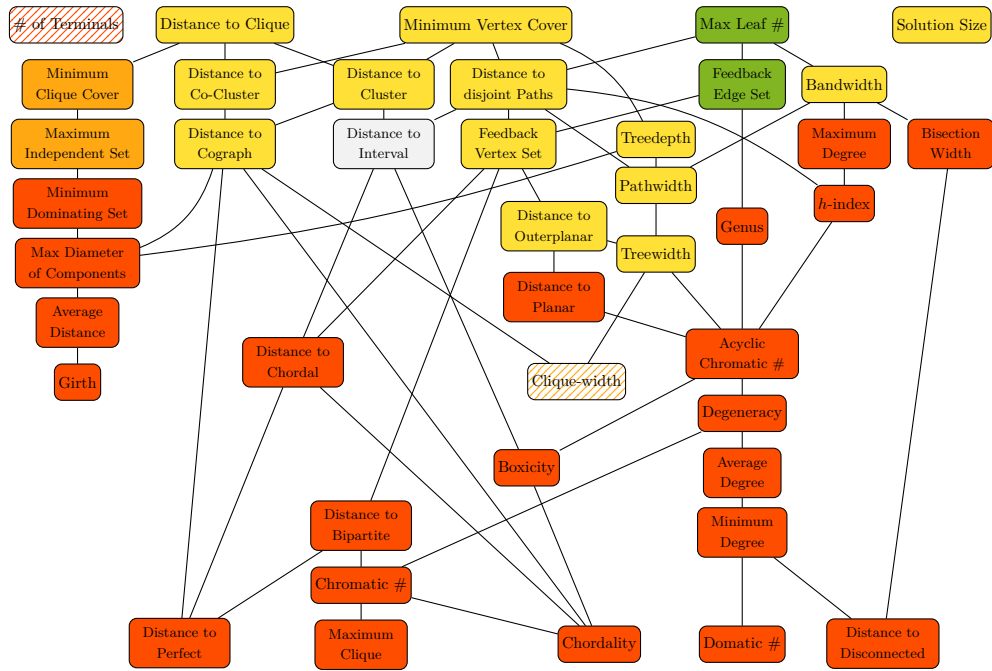 # of Terminals
Distance to Clique
Minimum Vertex Cover
Max Leaf #
Solution Size
Minimum
Clique Cover
Distance to
Co-Cluster
Distance to
Cluster
Distance to
disjoint Paths
Feedback
Edge Set
Bandwidth
Maximum
Independent Set
Distance to
Cograph
Distance to
Interval
Feedback
Vertex Set
Treedepth
Maximum
Degree
Bisection
Width
Minimum
Dominating Set
Pathwidth
h-index
Max Diameter
of Components
Distance to
Outerplanar
Genus
Treewidth
Average
Distance
Distance to
Planar
Girth
Distance to
Chordal
Clique-width
Acyclic
Chromatic #
Degeneracy
Boxicity
Average
Degree
Distance to
Bipartite
Minimum
Degree
Chromatic #
Distance to
Perfect
Maximum
Clique
Chordality
Domatic #
Distance to
Disconnected